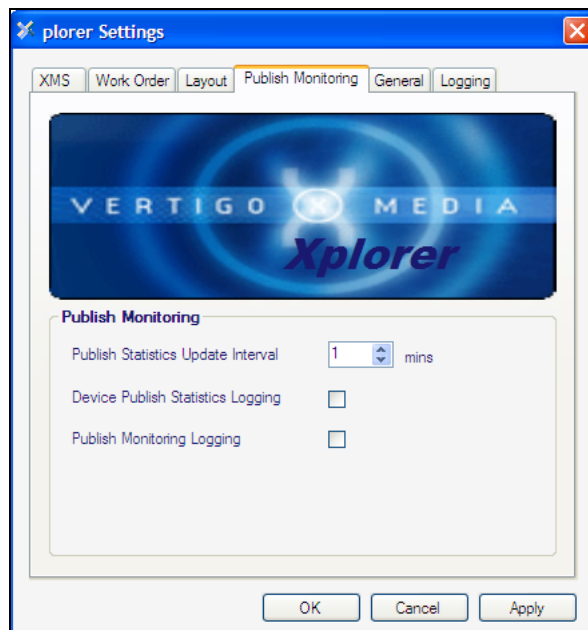 plorer Settings
XMS Work Order Layout Publish Monitoring General Logging
VERTIGO X MEDIA
Xplorer
Publish Monitoring
Publish Statistics Update Interval 1 mins
Device Publish Statistics Logging
Publish Monitoring Logging
OK Cancel Apply